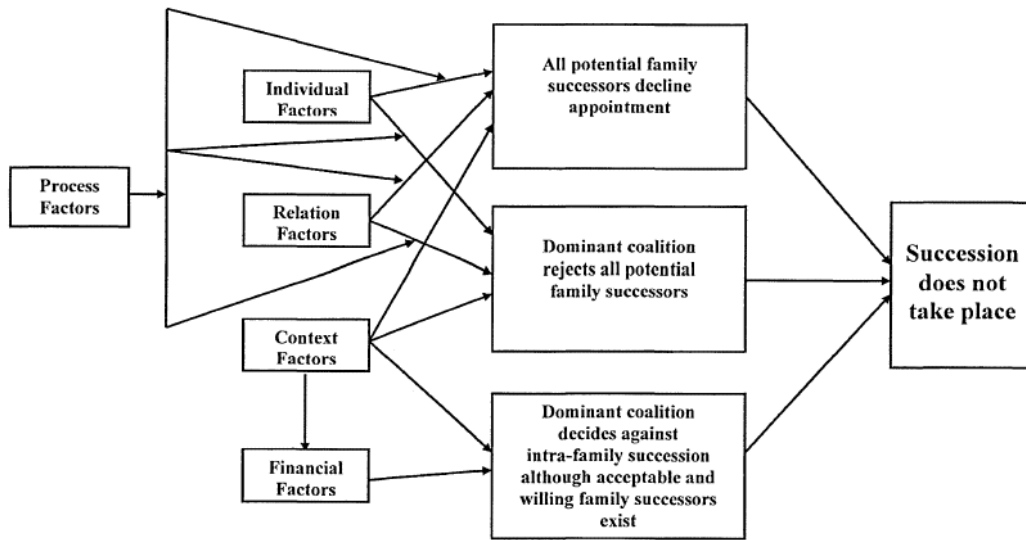 Process
Factors
Individual
Factors
Relation
Factors
Context
Factors
Financial
Factors
All potential family
successors decline
appointment
Dominant coalition
rejects all potential
family successors
Dominant coalition
decides against
intra-family succession
although acceptable and
willing family successors
exist
Succession
does not
take place